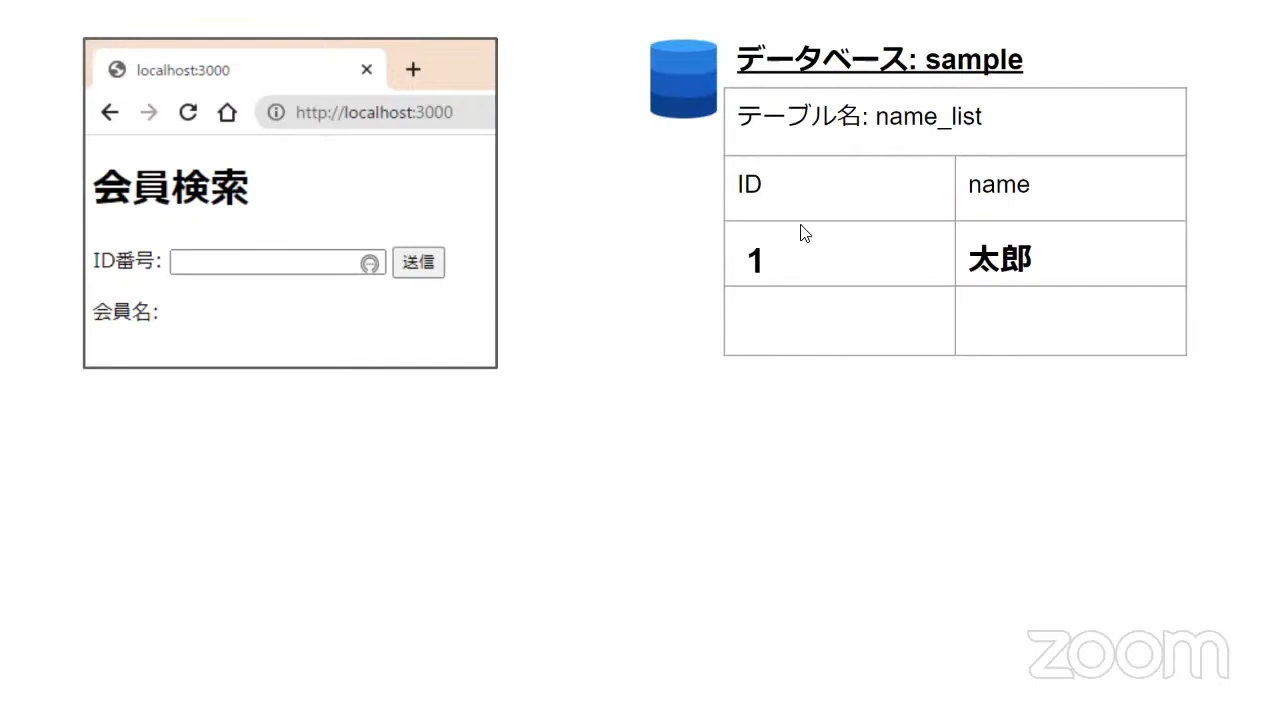 localhost:3000
http://localhost:3000
会員検索
ID番号:
送信
会員名:
データベース: sample
テーブル名: name_list
ID
name
1
太郎
zoom